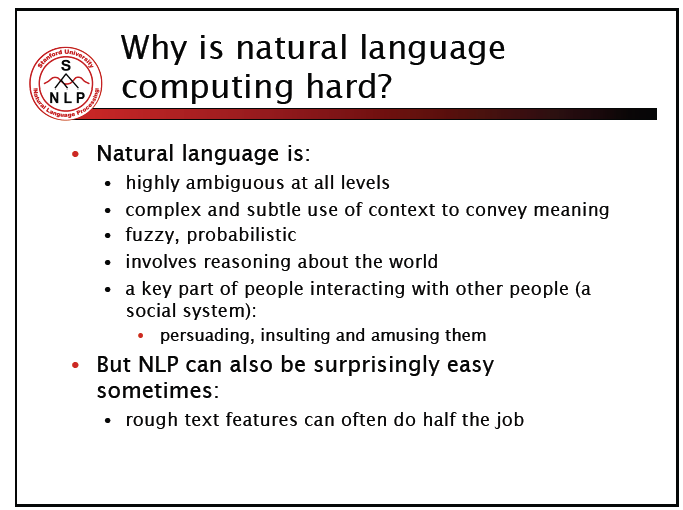 Why is natural language
computing hard?
Stanford University
S
N L P
(Natural Language Processing)
• Natural language is:
• highly ambiguous at all levels
• complex and subtle use of context to convey meaning
• fuzzy, probabilistic
• involves reasoning about the world
• a key part of people interacting with other people (a
social system):
• persuading, insulting and amusing them
• But NLP can also be surprisingly easy
sometimes:
• rough text features can often do half the job